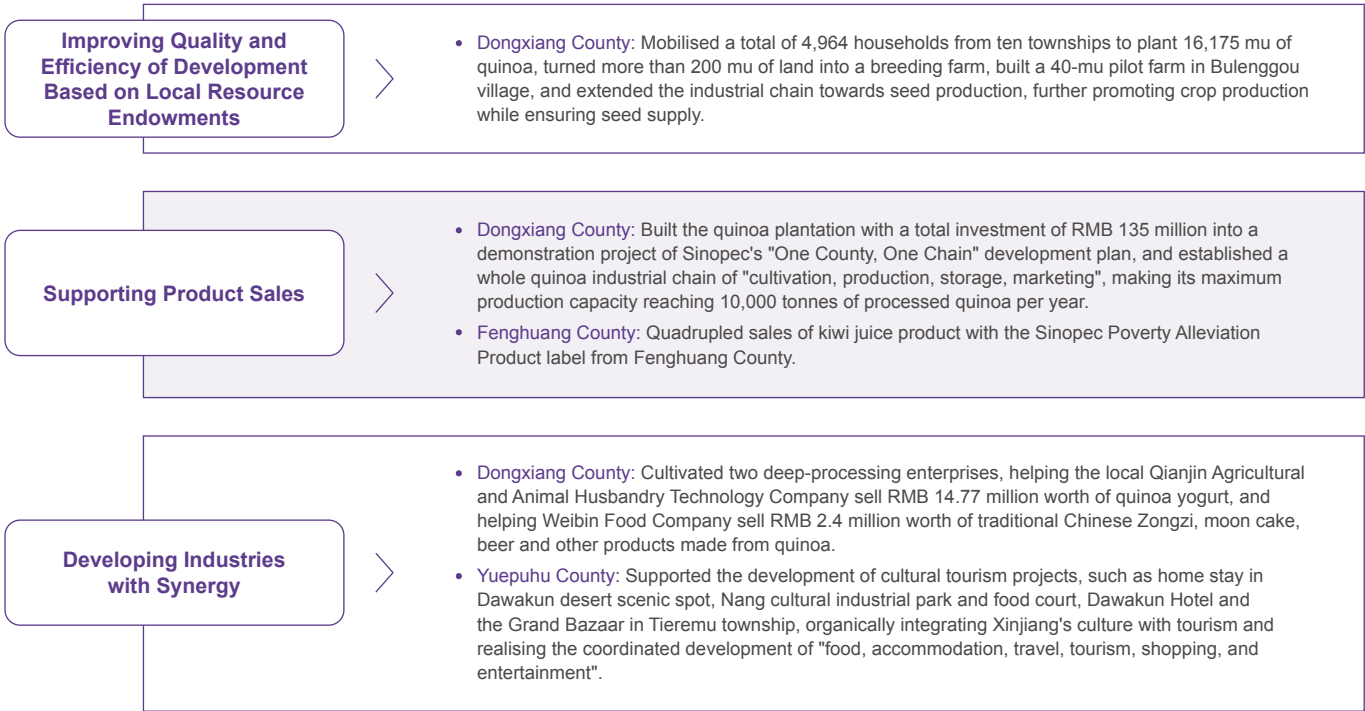 Improving Quality and
Efficiency of Development
Based on Local Resource
Endowments
• Dongxiang County: Mobilised a total of 4,964 households from ten townships to plant 16,175 mu of
quinoa, turned more than 200 mu of land into a breeding farm, built a 40-mu pilot farm in Bulenggou
village, and extended the industrial chain towards seed production, further promoting crop production
while ensuring seed supply.
Supporting Product Sales
• Dongxiang County: Built the quinoa plantation with a total investment of RMB 135 million into a
demonstration project of Sinopec's "One County, One Chain" development plan, and established a
whole quinoa industrial chain of "cultivation, production, storage, marketing", making its maximum
production capacity reaching 10,000 tonnes of processed quinoa per year.
• Fenghuang County: Quadrupled sales of kiwi juice product with the Sinopec Poverty Alleviation
Product label from Fenghuang County.
Developing Industries
with Synergy
• Dongxiang County: Cultivated two deep-processing enterprises, helping the local Qianjin Agricultural
and Animal Husbandry Technology Company sell RMB 14.77 million worth of quinoa yogurt, and
helping Weibin Food Company sell RMB 2.4 million worth of traditional Chinese Zongzi, moon cake,
beer and other products made from quinoa.
• Yuepuhu County: Supported the development of cultural tourism projects, such as home stay in
Dawakun desert scenic spot, Nang cultural industrial park and food court, Dawakun Hotel and
the Grand Bazaar in Tieremu township, organically integrating Xinjiang's culture with tourism and
realising the coordinated development of "food, accommodation, travel, tourism, shopping, and
entertainment".